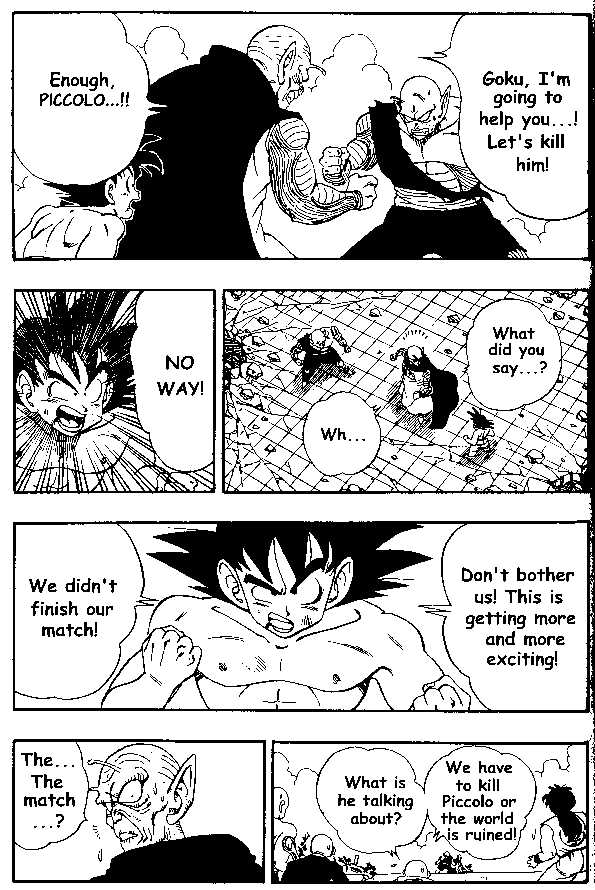 Goku, I'm
going to
help you...!
Let's kill
him!
Enough,
PICCOLO...!!
What
did you
say...?
Wh...
NO
WAY!
Don't bother
us! This is
getting more
and more
exciting!
We didn't
finish our
match!
We have
to kill
Piccolo or
the world
is ruined!
What is
he talking
about?
The...
The
match
...?